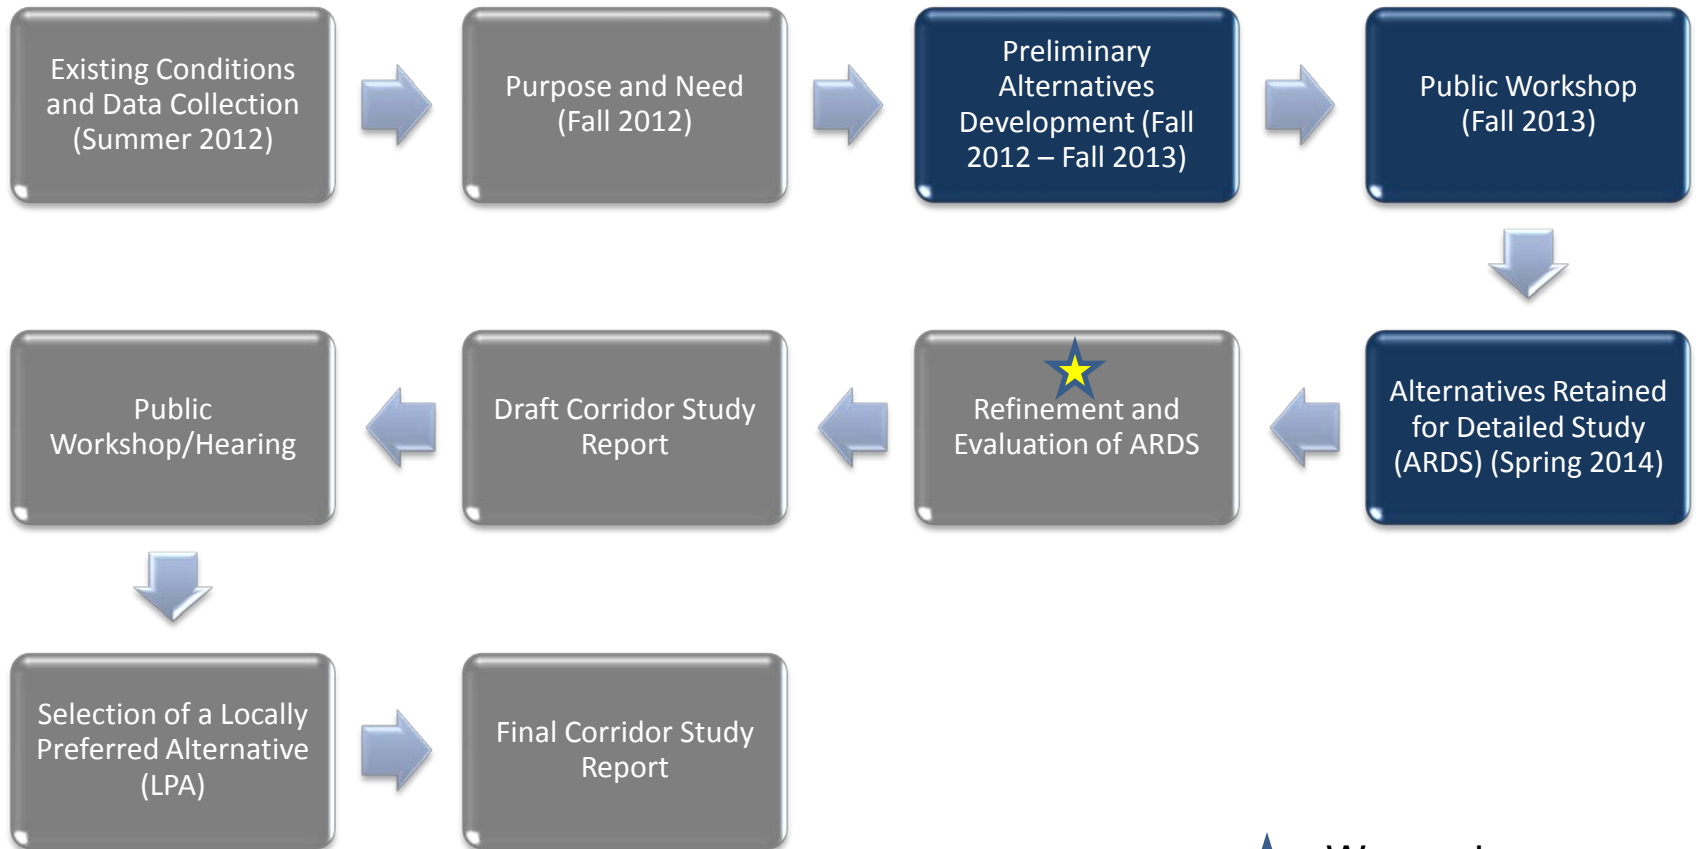 Existing Conditions
and Data Collection
(Summer 2012)
Purpose and Need
(Fall 2012)
Preliminary
Alternatives
Development (Fall
2012 – Fall 2013)
Public Workshop
(Fall 2013)
Alternatives Retained
for Detailed Study
(ARDS) (Spring 2014)
Refinement and
Evaluation of ARDS
Draft Corridor Study
Report
Public
Workshop/Hearing
Selection of a Locally
Preferred Alternative
(LPA)
Final Corridor Study
Report